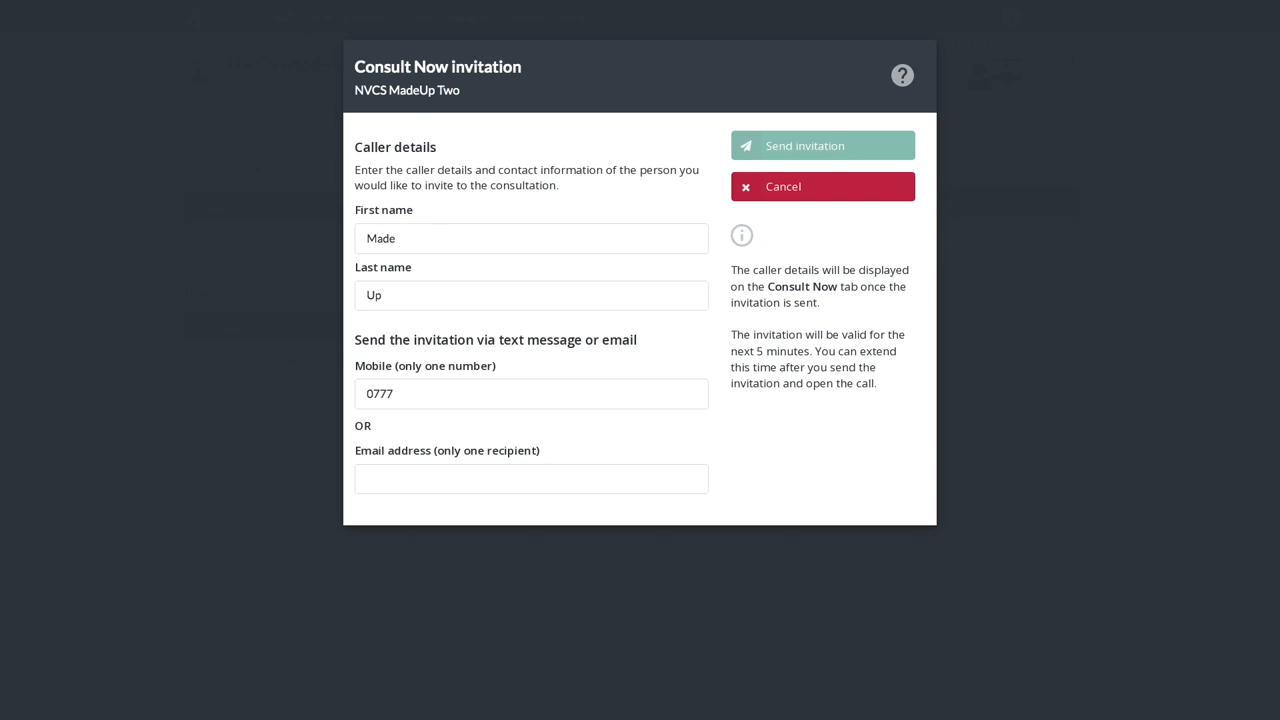 Consult Now invitation
NVCS MadeUp Two
Caller details
Enter the caller details and contact information of the person you
would like to invite to the consultation.
First name
Made
Last name
Up
Send the invitation via text message or email
Mobile (only one number)
0777
OR
Email address (only one recipient)
Send invitation
Cancel
The caller details will be displayed
on the Consult Now tab once the
invitation is sent.
The invitation will be valid for the
next 5 minutes. You can extend
this time after you send the
invitation and open the call.